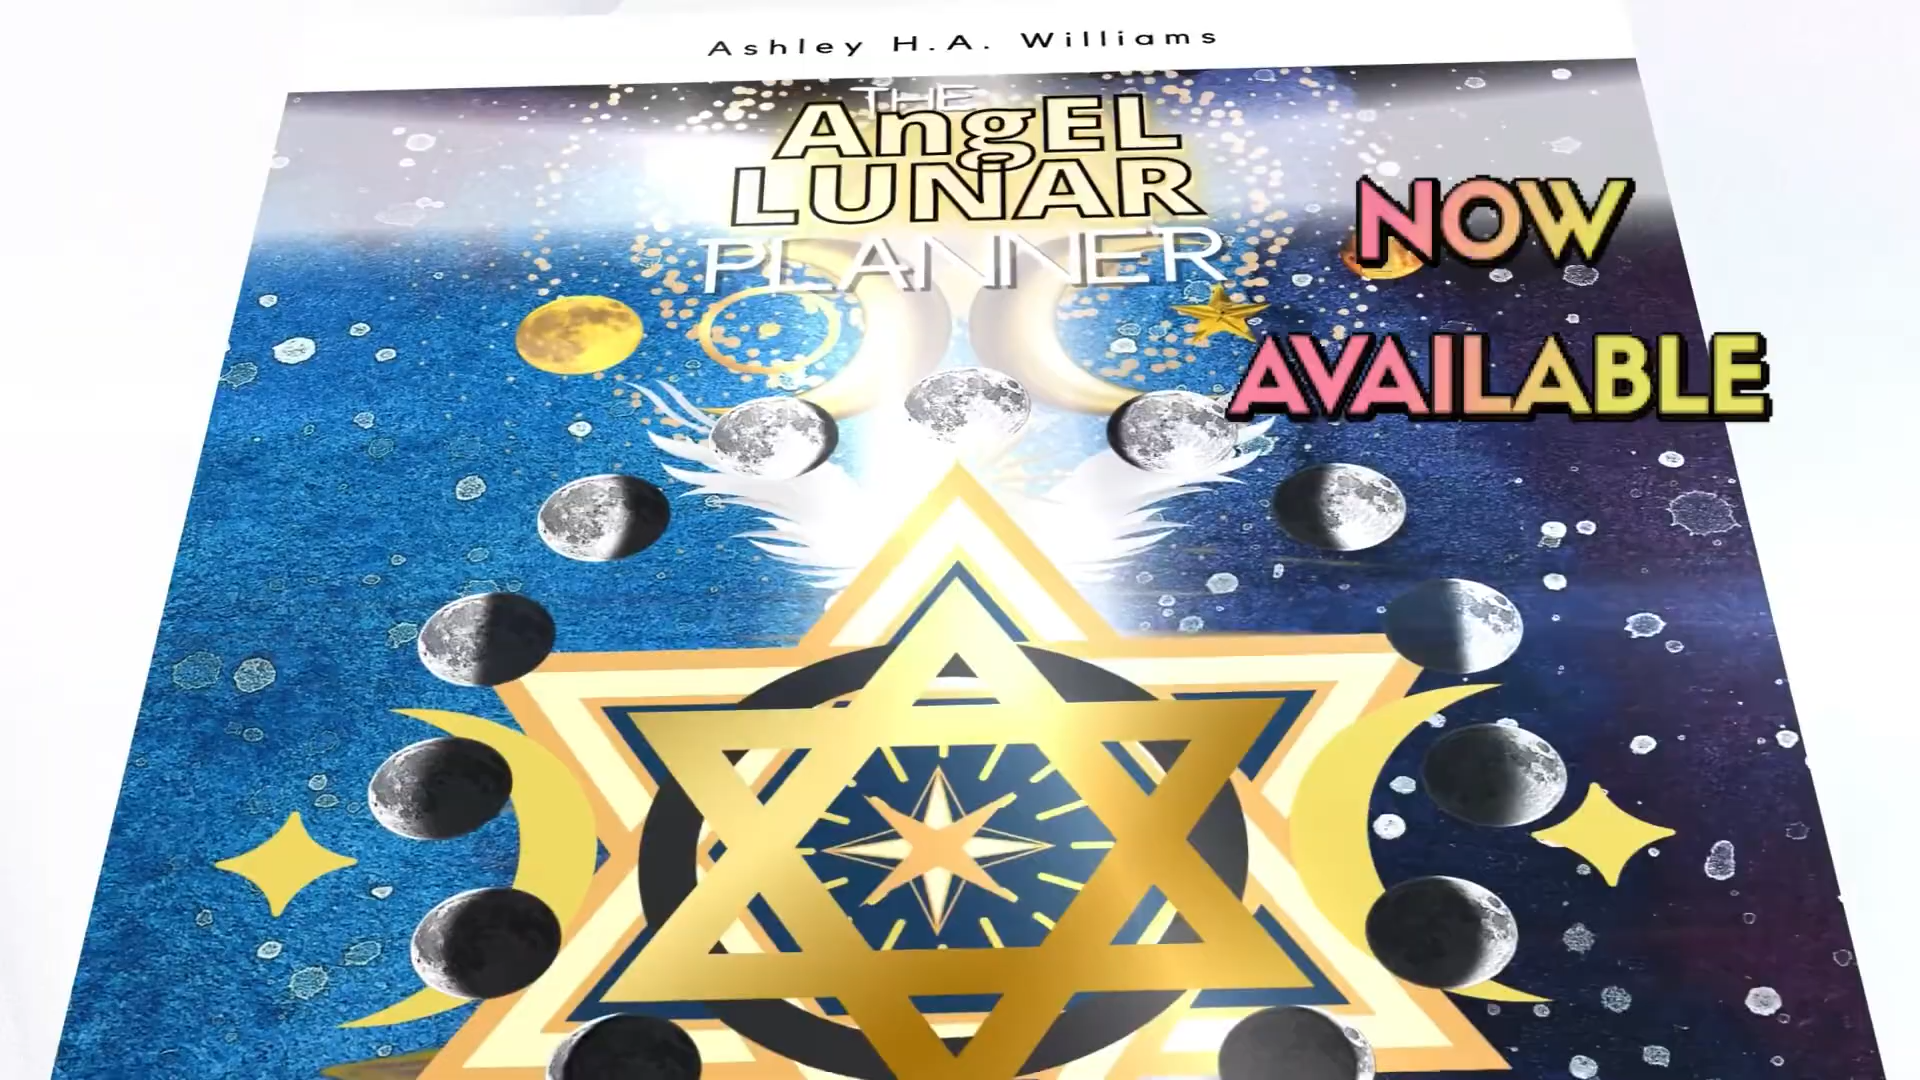 Ashley H.A. Williams
THE
AngEL
LUNAR
PLANNER
NOW
AVAILABLE